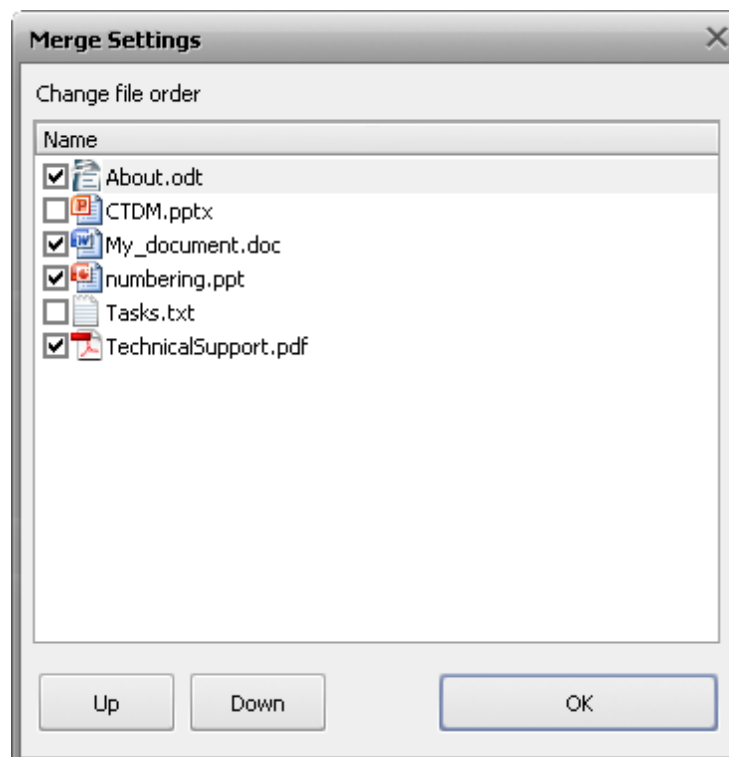 Merge Settings
Change file order
Name
About.odt
CTDM.pptx
My_document.doc
numbering.ppt
Tasks.txt
TechnicalSupport.pdf
Up Down OK